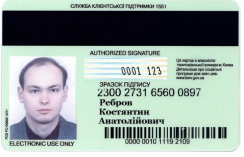 СЛУЖБА КЛІЄНТСЬКОЇ ПІДТРИМКИ 1551
AUTHORIZED SIGNATURE
0001 123
ЗРАЗОК ПІДПИСУ
2300 2731 6560 0897
Ребров
Костянтин
Анатолійович
ELECTRONIC USE ONLY
0000 0010 1119 2109